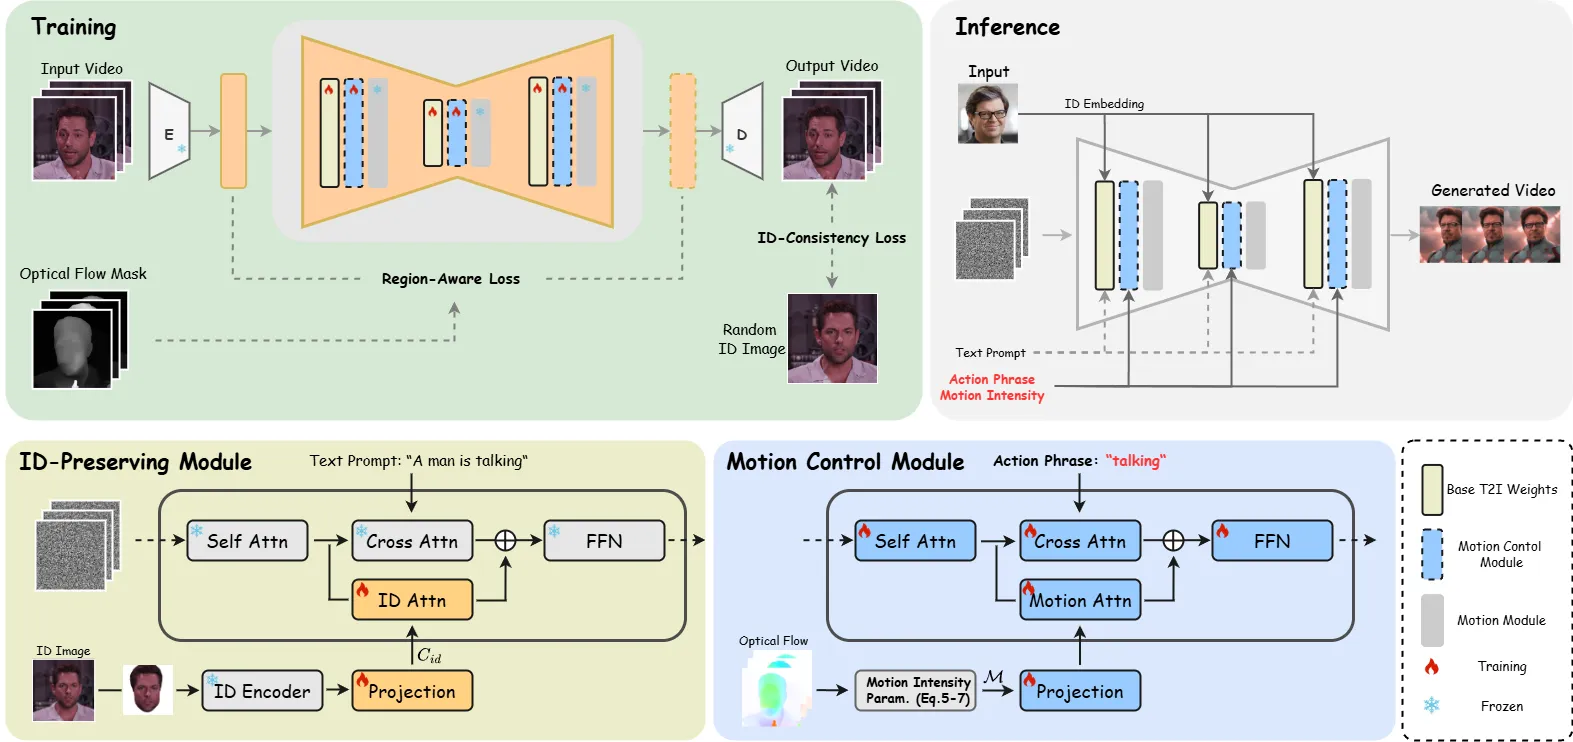 Training
Input Video
E
D
Output Video
ID-Consistency Loss
Region-Aware Loss
Optical Flow Mask
Random
ID Image
Inference
Input
ID Embedding
Generated Video
Text Prompt
Action Phrase
Motion Intensity
ID-Preserving Module
Text Prompt: “A man is talking“
Self Attn
Cross Attn
FFN
ID Attn
C_id
ID Image
ID Encoder
Projection
Motion Control Module
Action Phrase: “talking“
Self Attn
Cross Attn
FFN
Motion Attn
Optical Flow
Motion Intensity
Param. (Eq.5-7)
ℳ
Projection
Base T2I Weights
Motion Contol
Module
Motion Module
Training
Frozen